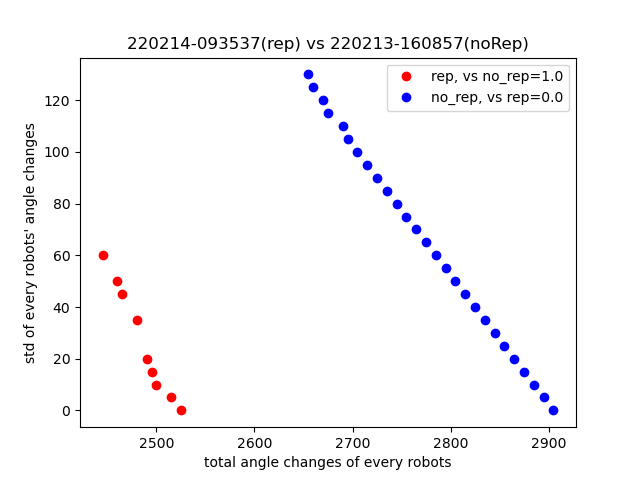 220214-093537(rep) vs 220213-160857(noRep)
rep, vs no_rep=1.0
no_rep, vs rep=0.0
std of every robots' angle changes
120
100
80
60
40
20
0
2500 2600 2700 2800 2900
total angle changes of every robots